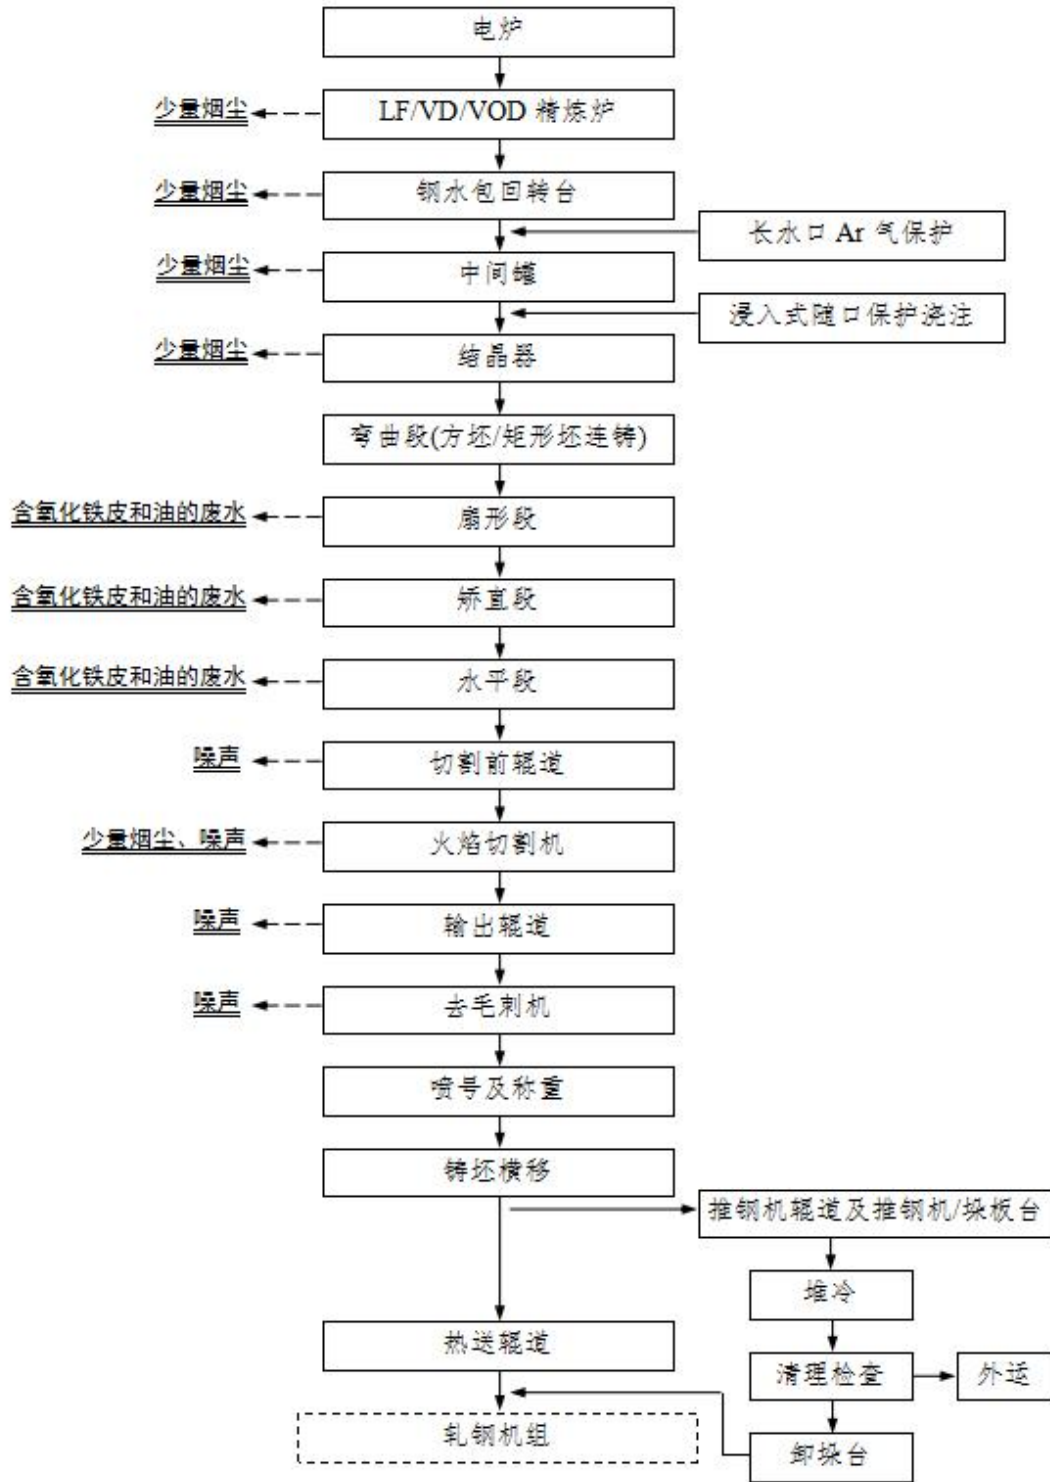 电炉
少量烟尘
LF/VD/VOD 精炼炉
少量烟尘
钢水包回转台
长水口 Ar 气保护
少量烟尘
中间罐
浸入式随口保护浇注
少量烟尘
结晶器
弯曲段(方坯/矩形坯连铸)
含氧化铁皮和油的废水
扇形段
含氧化铁皮和油的废水
矫直段
含氧化铁皮和油的废水
水平段
噪声
切割前辊道
少量烟尘、噪声
火焰切割机
噪声
输出辊道
噪声
去毛刺机
喷号及称重
铸坯横移
推钢机辊道及推钢机/垛板台
堆冷
热送辊道
清理检查
外运
轧钢机组
卸垛台